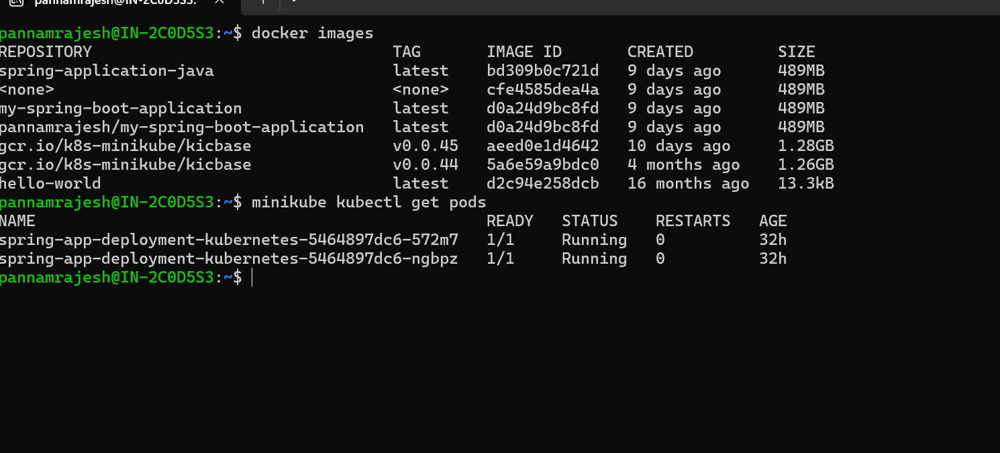 pannamrajesh@IN-2C0D5S3:
pannamrajesh@IN-2C0D5S3:~$ docker images
REPOSITORY TAG IMAGE ID CREATED SIZE
spring-application-java latest bd309b0c721d 9 days ago 489MB
<none> <none> cfe4585dea4a 9 days ago 489MB
my-spring-boot-application latest d0a24d9bc8fd 9 days ago 489MB
pannamrajesh/my-spring-boot-application latest d0a24d9bc8fd 9 days ago 489MB
gcr.io/k8s-minikube/kicbase v0.0.45 aeed0e1d4642 10 days ago 1.28GB
gcr.io/k8s-minikube/kicbase v0.0.44 5a6e59a9bdc0 4 months ago 1.26GB
hello-world latest d2c94e258dcb 16 months ago 13.3kB
pannamrajesh@IN-2C0D5S3:~$ minikube kubectl get pods
NAME READY STATUS RESTARTS AGE
spring-app-deployment-kubernetes-5464897dc6-572m7 1/1 Running 0 32h
spring-app-deployment-kubernetes-5464897dc6-ngbpz 1/1 Running 0 32h
pannamrajesh@IN-2C0D5S3:~$